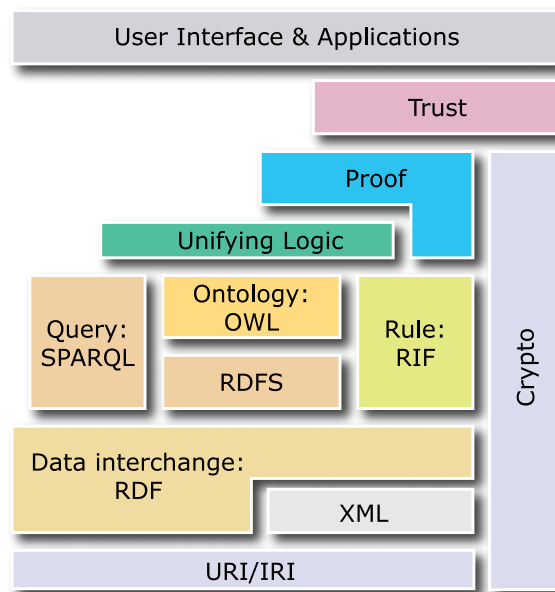 User Interface & Applications
Trust
Proof
Unifying Logic
Query:
SPARQL
Ontology:
OWL
RDFS
Rule:
RIF
Crypto
Data interchange:
RDF
XML
URI/IRI